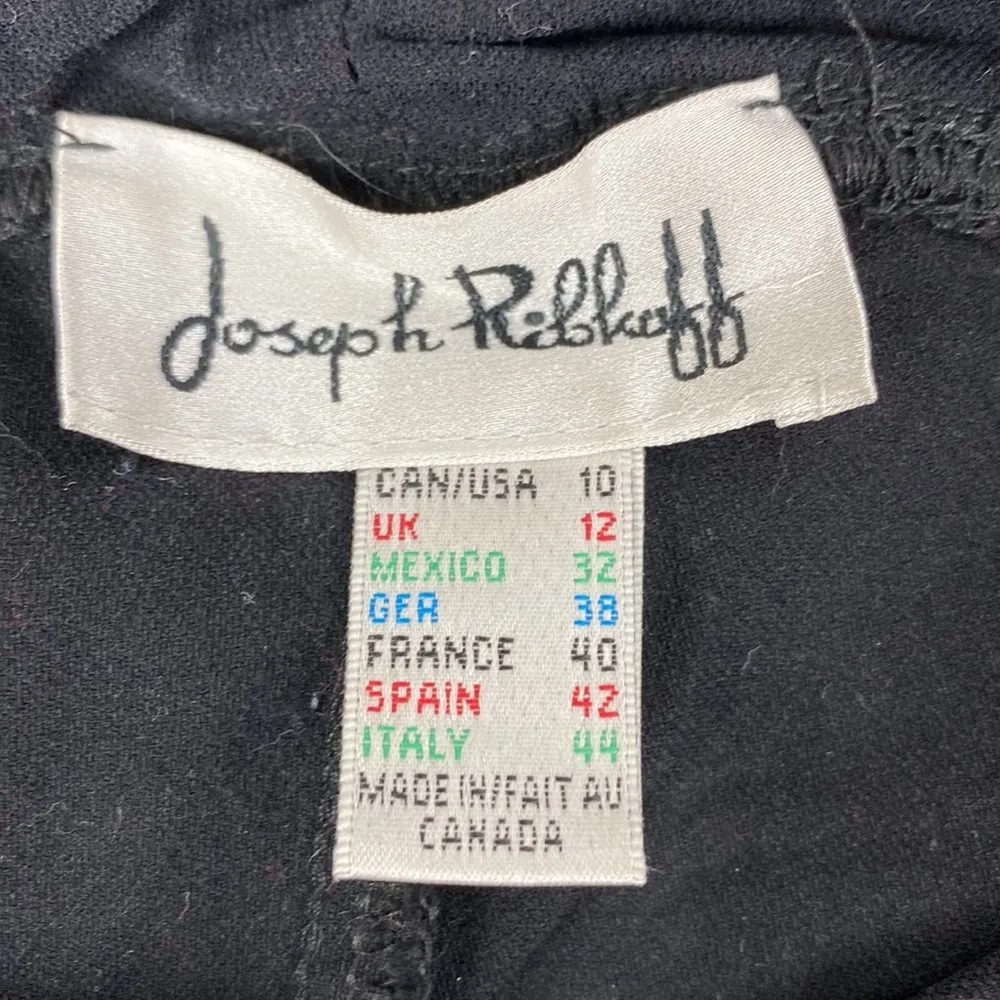 Joseph Ribkoff
CAN/USA 10
UK 12
MEXICO 32
GER 38
FRANCE 40
SPAIN 42
ITALY 44
MADE IN/FAIT AU
CANADA